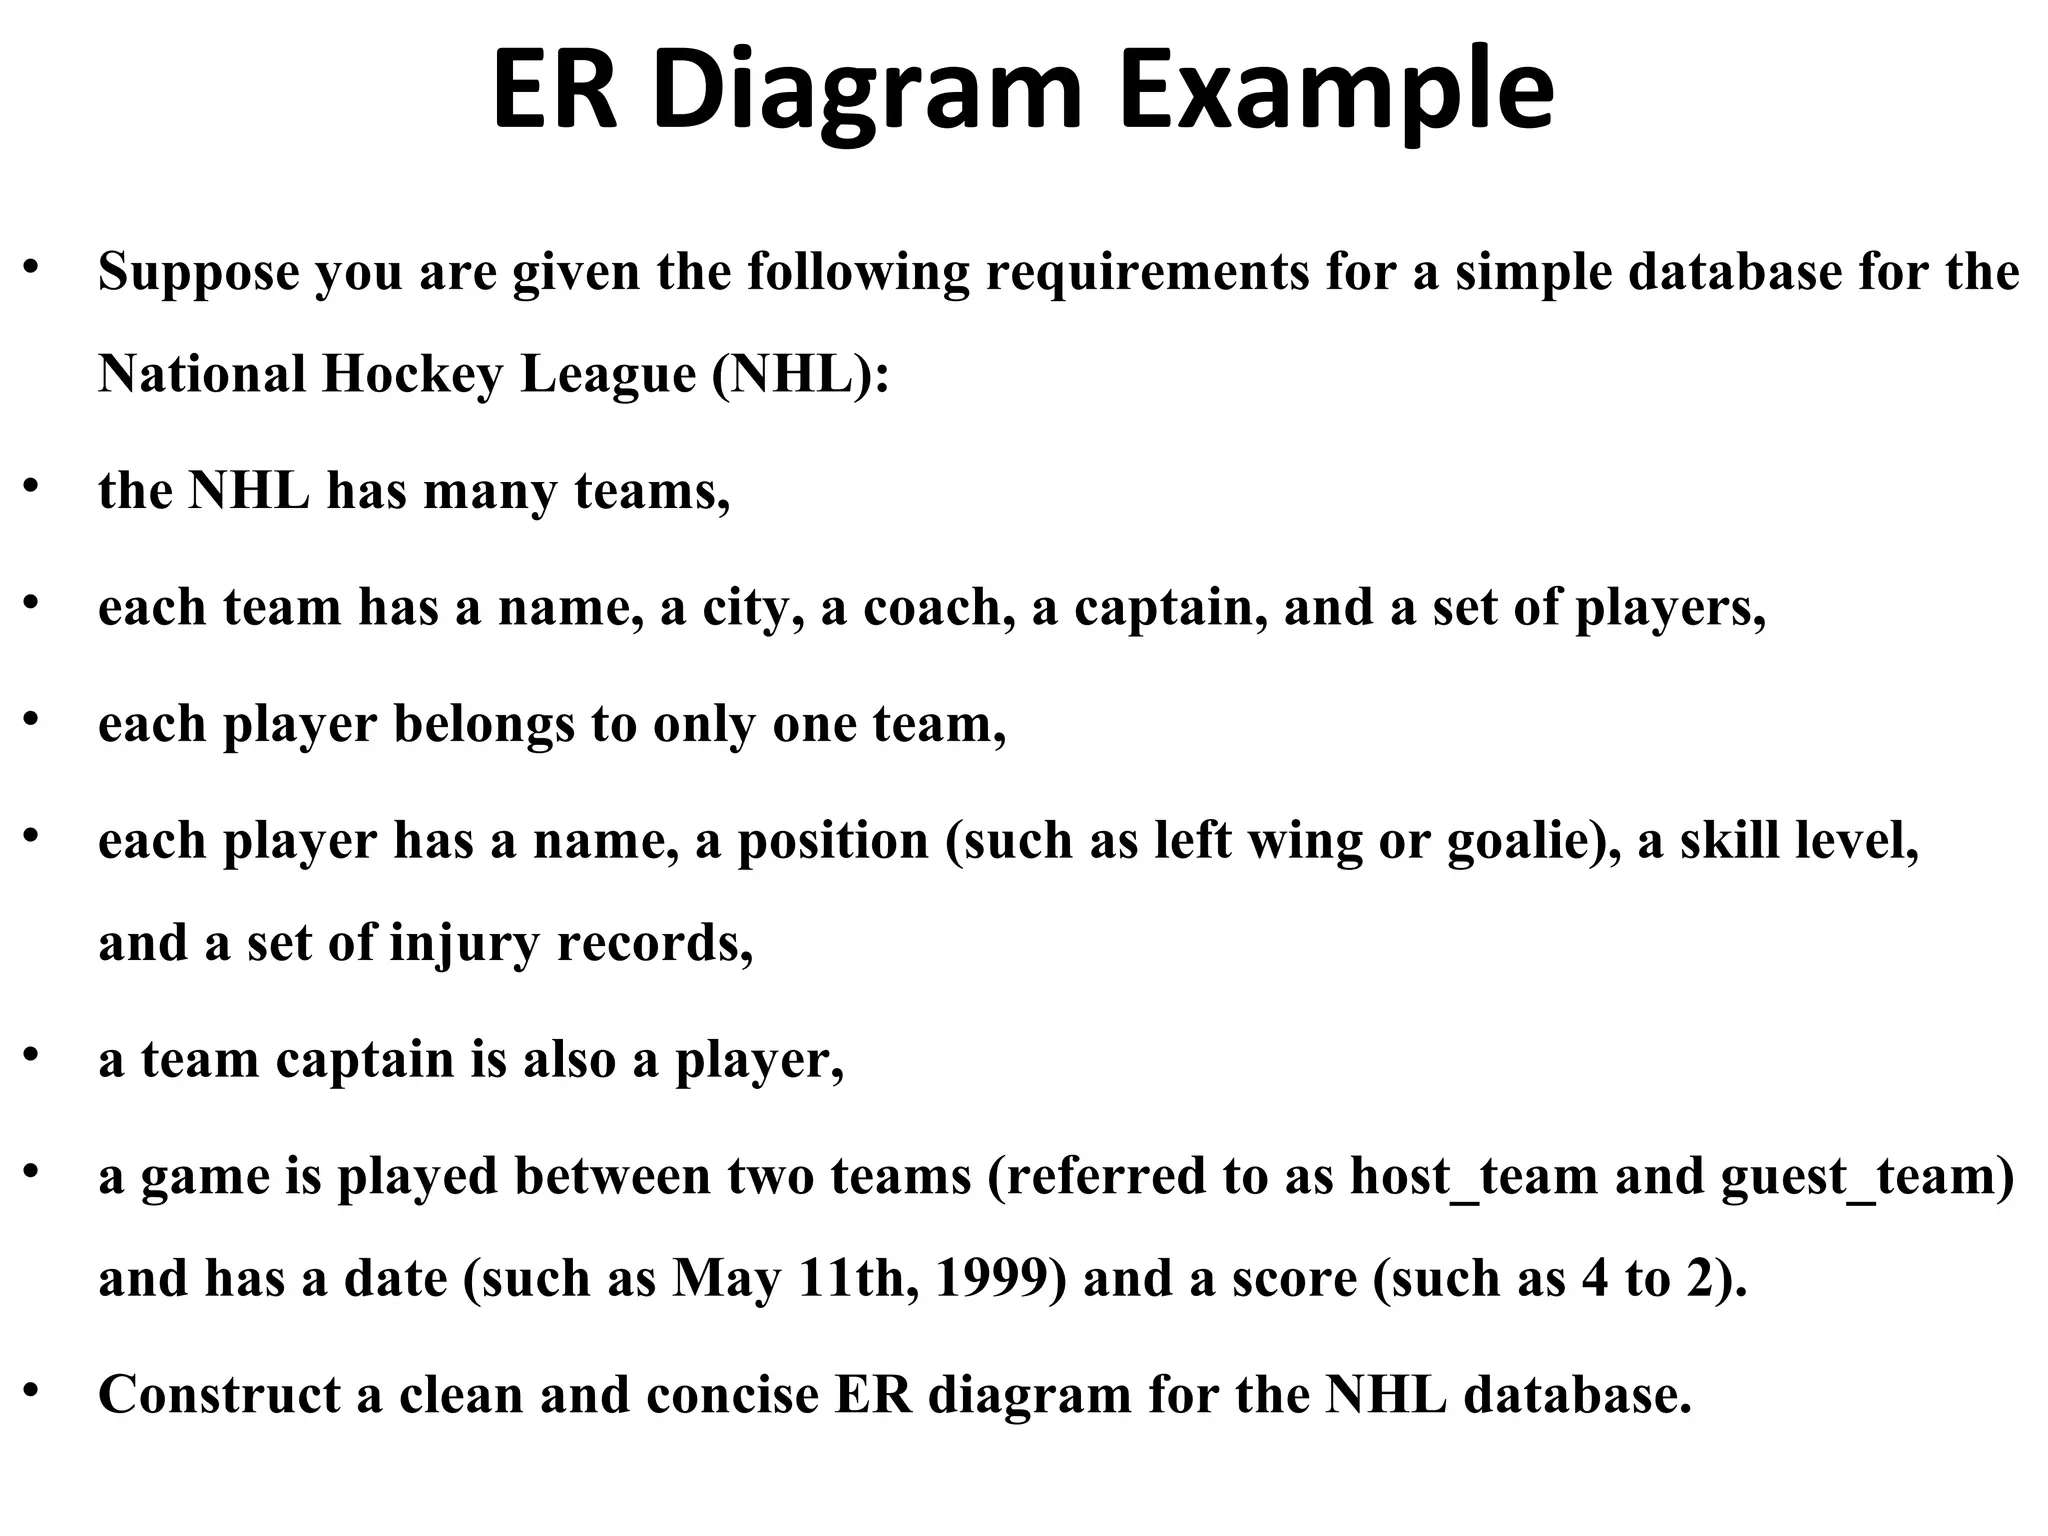 ER Diagram Example
• Suppose you are given the following requirements for a simple database for the
National Hockey League (NHL):
• the NHL has many teams,
• each team has a name, a city, a coach, a captain, and a set of players,
• each player belongs to only one team,
• each player has a name, a position (such as left wing or goalie), a skill level,
and a set of injury records,
• a team captain is also a player,
• a game is played between two teams (referred to as host_team and guest_team)
and has a date (such as May 11th, 1999) and a score (such as 4 to 2).
• Construct a clean and concise ER diagram for the NHL database.